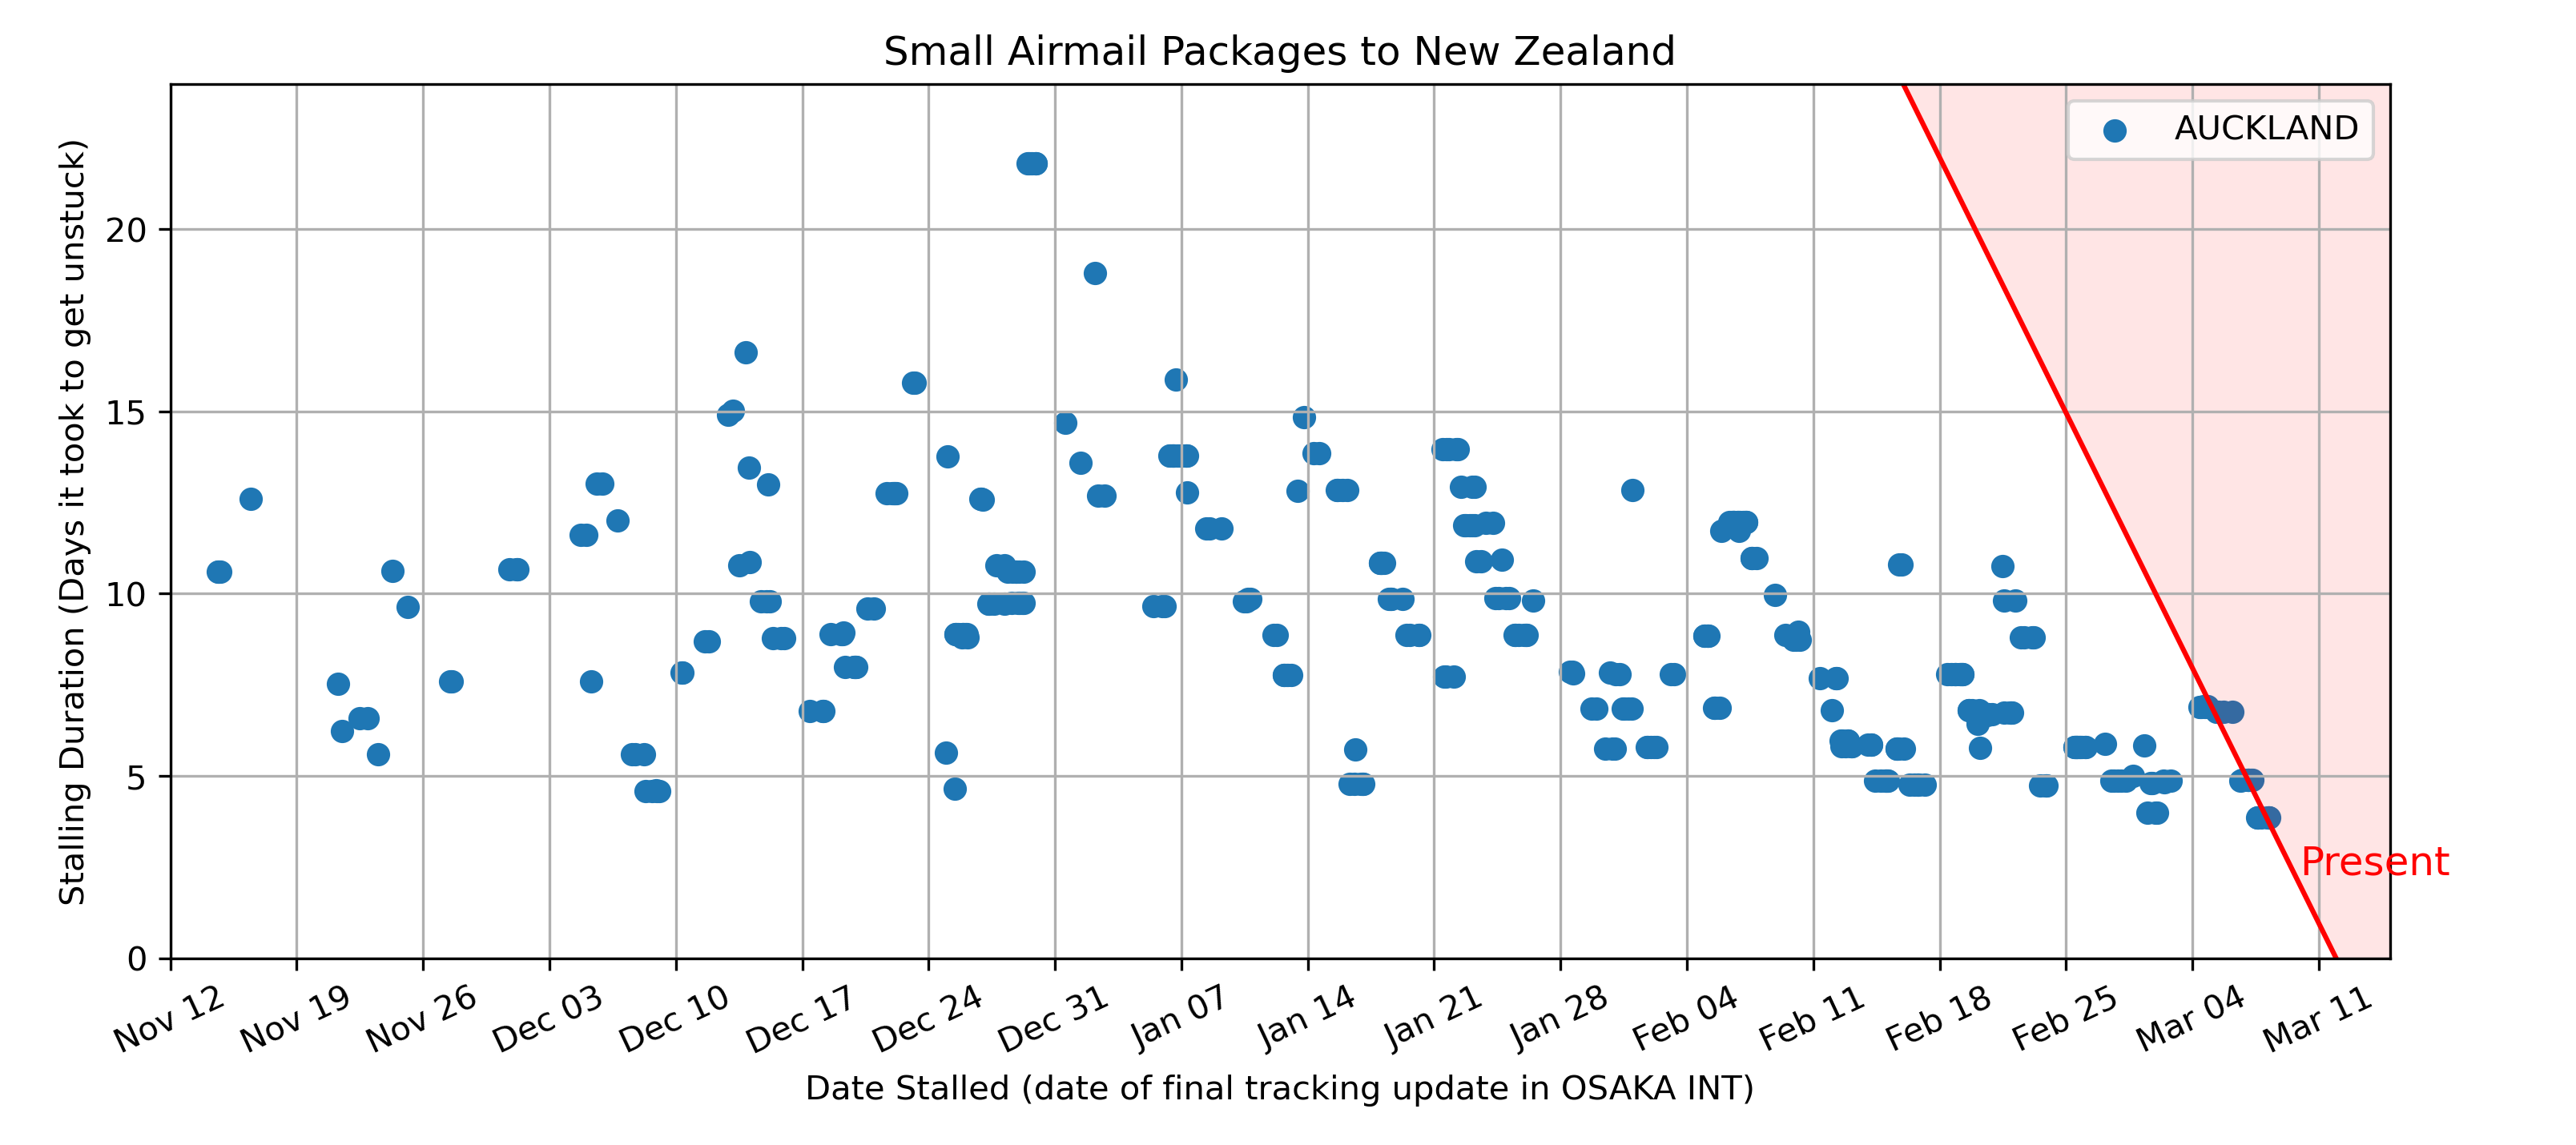 Small Airmail Packages to New Zealand
AUCKLAND
Stalling Duration (Days it took to get unstuck)
20
15
10
5
0
Present
Nov 12 Nov 19 Nov 26 Dec 03 Dec 10 Dec 17 Dec 24 Dec 31 Jan 07 Jan 14 Jan 21 Jan 28 Feb 04 Feb 11 Feb 18 Feb 25 Mar 04 Mar 11
Date Stalled (date of final tracking update in OSAKA INT)